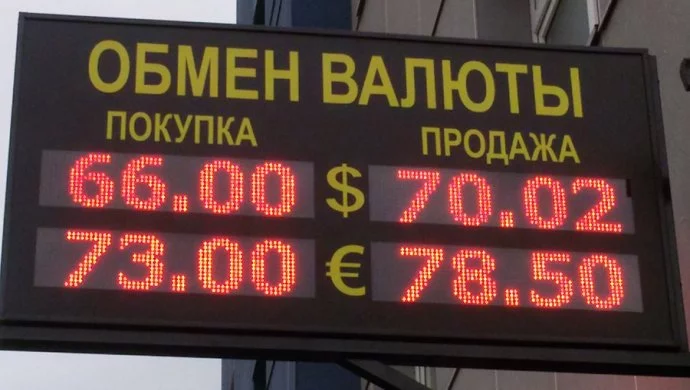 ОБМЕН ВАЛЮТЫ
ПОКУПКА ПРОДАЖА
66.00 $ 70.02
73.00 € 78.50